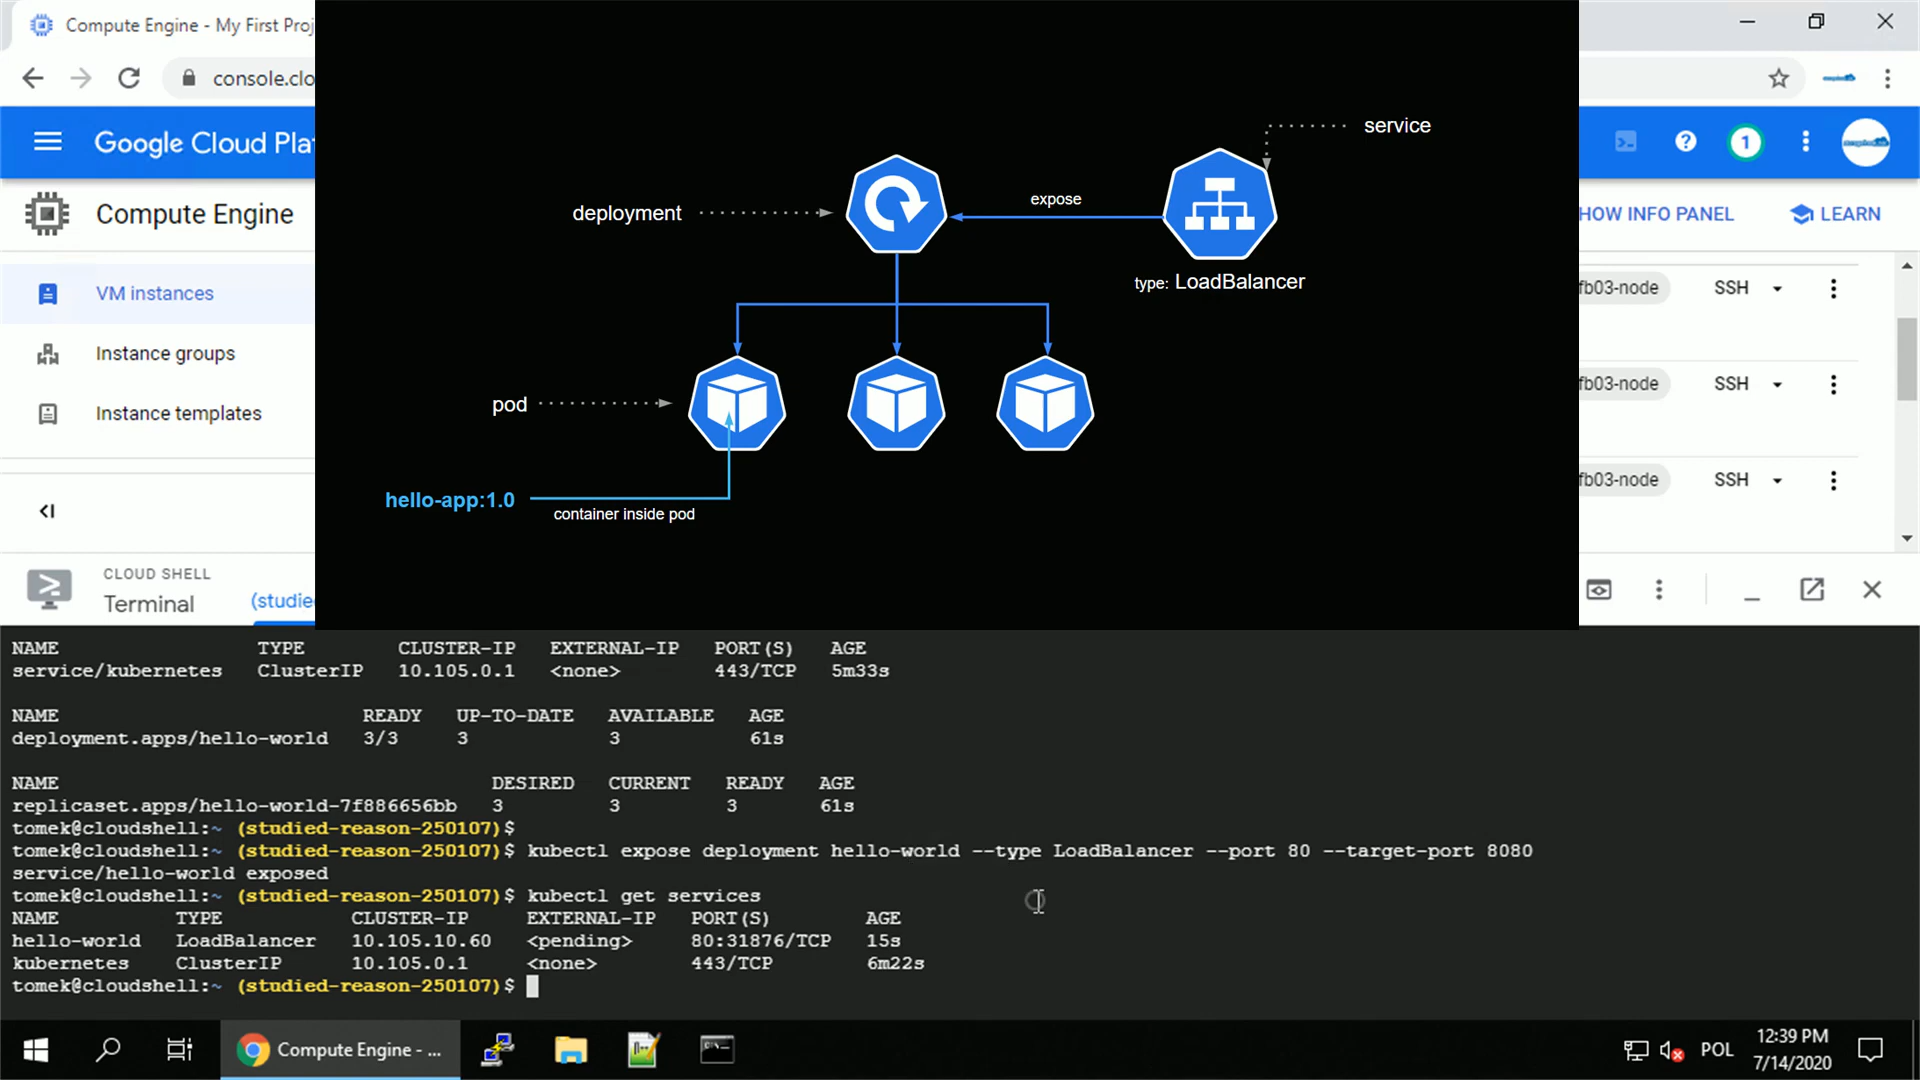 Compute Engine - My First Proj
console.clo
Google Cloud Pla
1
Compute Engine
HOW INFO PANEL
LEARN
VM instances
Instance groups
Instance templates
fb03-node
SSH
fb03-node
SSH
fb03-node
SSH
service
deployment
expose
type: LoadBalancer
pod
hello-app:1.0
container inside pod
CLOUD SHELL
Terminal
(studie
NAME TYPE CLUSTER-IP EXTERNAL-IP PORT(S) AGE
service/kubernetes ClusterIP 10.105.0.1 <none> 443/TCP 5m33s
NAME READY UP-TO-DATE AVAILABLE AGE
deployment.apps/hello-world 3/3 3 3 61s
NAME DESIRED CURRENT READY AGE
replicaset.apps/hello-world-7f886656bb 3 3 3 61s
tomek@cloudshell:~ (studied-reason-250107)$
tomek@cloudshell:~ (studied-reason-250107)$ kubectl expose deployment hello-world --type LoadBalancer --port 80 --target-port 8080
service/hello-world exposed
tomek@cloudshell:~ (studied-reason-250107)$ kubectl get services
NAME TYPE CLUSTER-IP EXTERNAL-IP PORT(S) AGE
hello-world LoadBalancer 10.105.10.60 <pending> 80:31876/TCP 15s
kubernetes ClusterIP 10.105.0.1 <none> 443/TCP 6m22s
tomek@cloudshell:~ (studied-reason-250107)$
Compute Engine - ...
POL
12:39 PM
7/14/2020